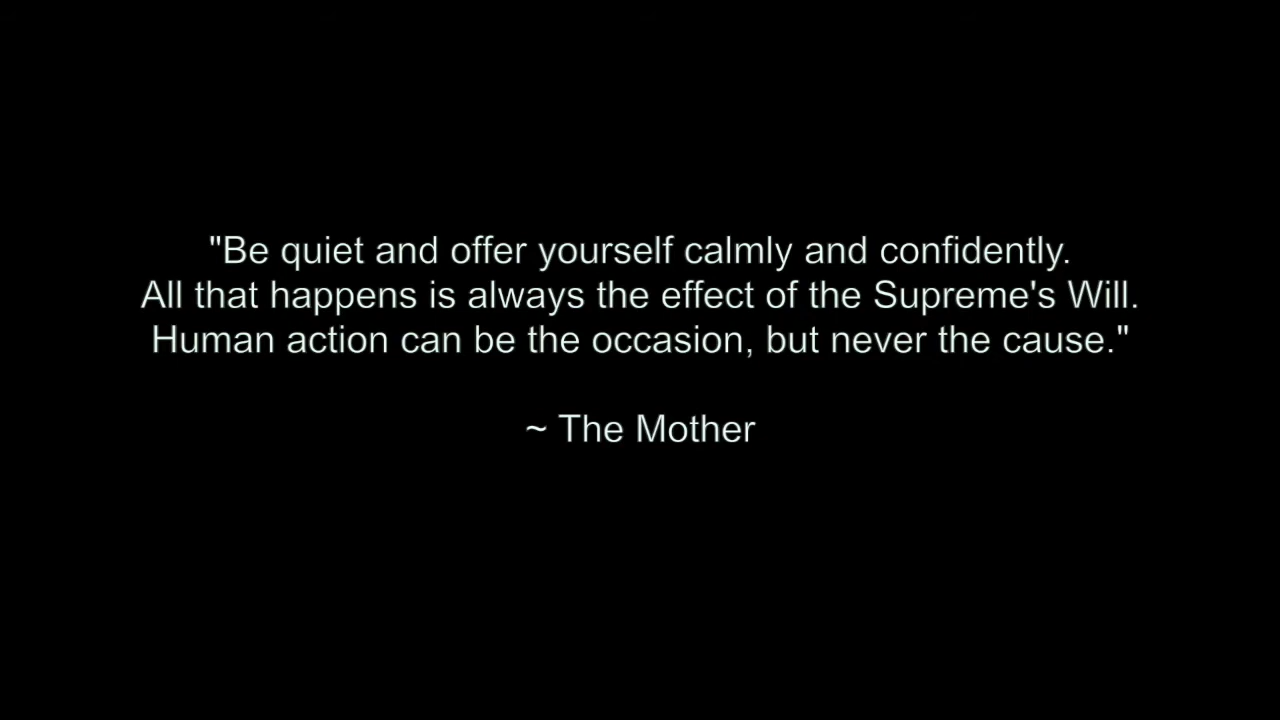 "Be quiet and offer yourself calmly and confidently.
All that happens is always the effect of the Supreme's Will.
Human action can be the occasion, but never the cause."
~ The Mother